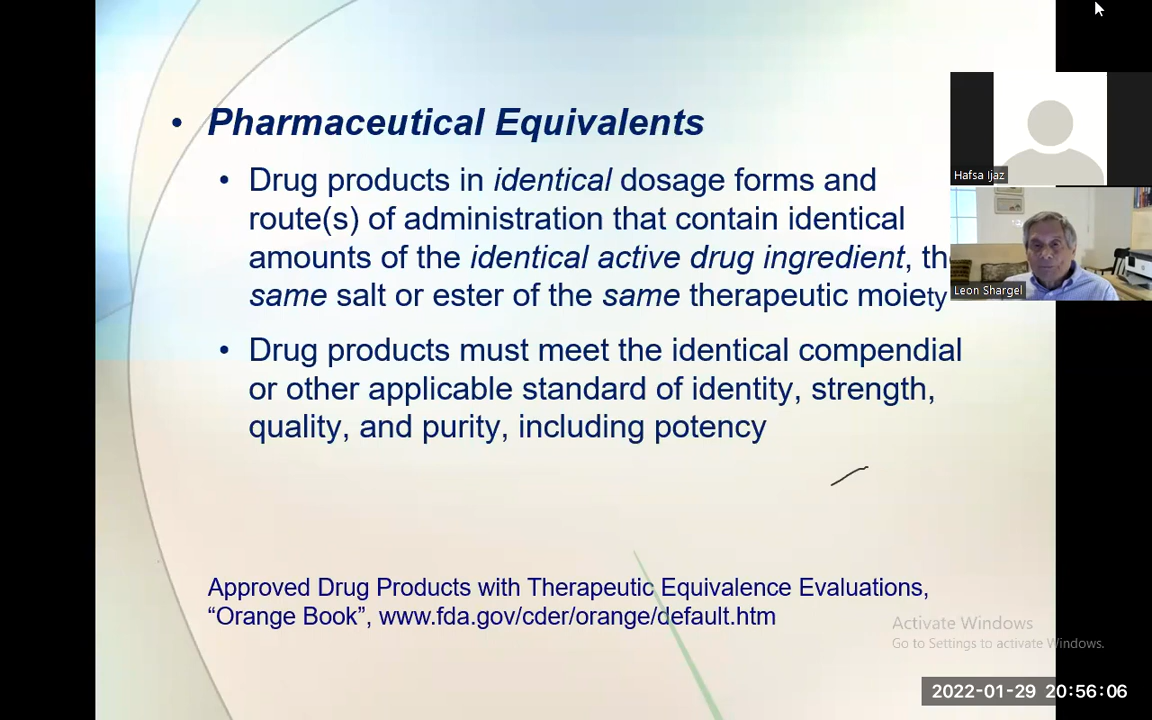 • Pharmaceutical Equivalents
• Drug products in identical dosage forms and
route(s) of administration that contain identical
amounts of the identical active drug ingredient, th
same salt or ester of the same therapeutic moiety
• Drug products must meet the identical compendial
or other applicable standard of identity, strength,
quality, and purity, including potency
Approved Drug Products with Therapeutic Equivalence Evaluations,
“Orange Book”, www.fda.gov/cder/orange/default.htm
Hafsa Ijaz
Leon Shargel
Activate Windows
Go to Settings to activate Windows.
2022-01-29 20:56:06